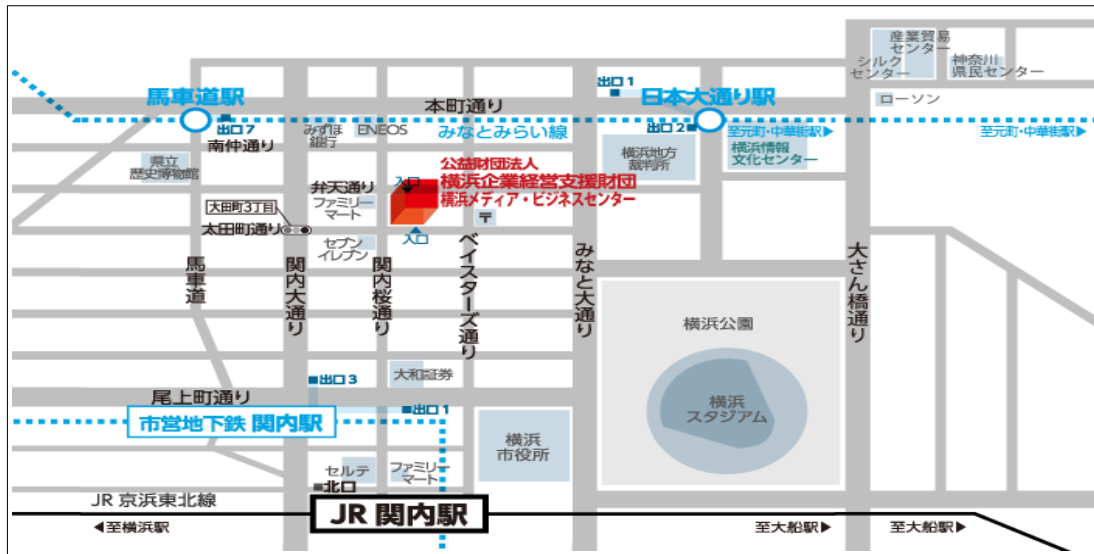 産業貿易
センター
シルク
センター
神奈川
県民センター
出口1
馬車道駅
本町通り
日本大通り駅
ローソン
出口7
みずほ
銀行
ENEOS
みなとみらい線
出口2
至元町・中華街駅▶
至元町・中華街駅▶
南仲通り
横浜地方
裁判所
横浜情報
文化センター
県立
歴史博物館
公益財団法人
横浜企業経営支援財団
横浜メディア・ビジネスセンター
入口
弁天通り
ファミリー
マート
大田町3丁目
太田町通り
〒
入口
セブン
イレブン
馬車道
関内大通り
関内桜通り
ベイスターズ通り
みなと大通り
大さん橋通り
横浜公園
横浜
スタジアム
出口3
大和証券
尾上町通り
出口1
市営地下鉄 関内駅
横浜
市役所
セルテ
ファミリー
マート
北口
JR 京浜東北線
JR 関内駅
◀至横浜駅
至大船駅▶
至大船駅▶